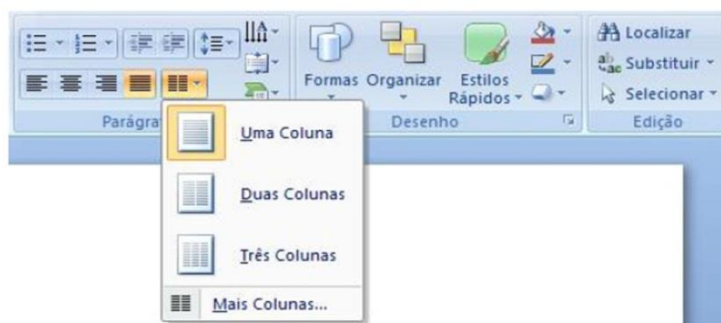 Localizar
Substituir
Selecionar
Formas Organizar Estilos
Rápidos
Parágra
Desenho
Edição
Uma Coluna
Duas Colunas
Três Colunas
Mais Colunas...